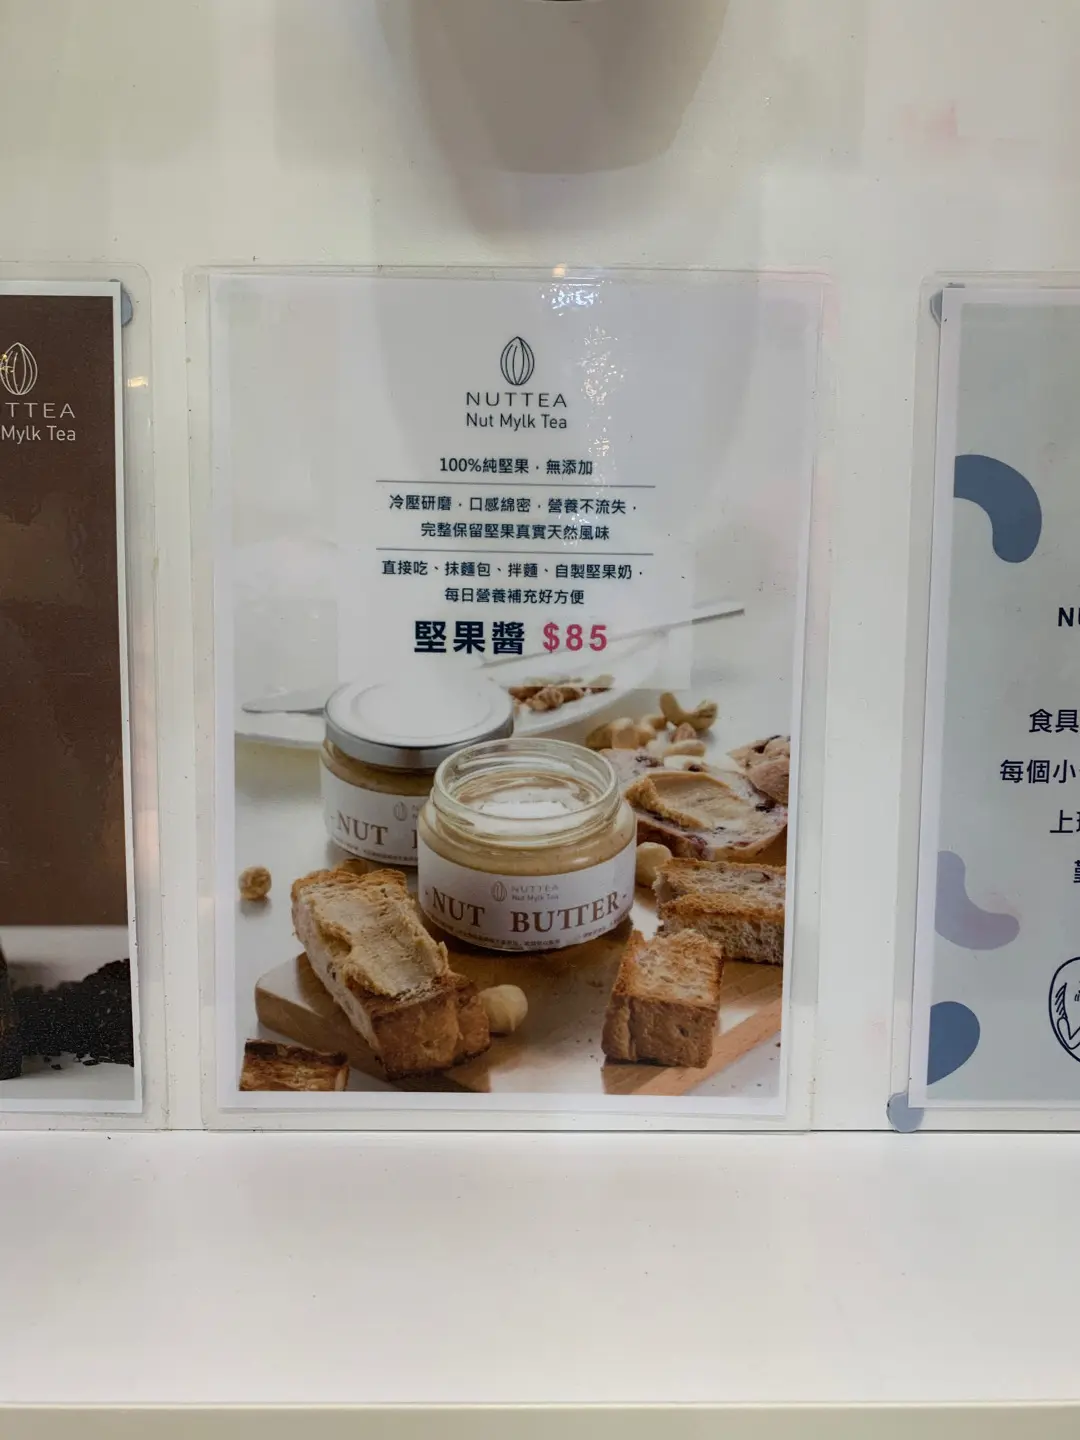 TTEA
Mylk Tea
NUTTEA
Nut Mylk Tea
100%純堅果．無添加
冷壓研磨．口感綿密．營養不流失．
完整保留堅果真實天然風味
直接吃、抹麵包、拌麵、自製堅果奶．
每日營養補充好方便
堅果醬 $85
NUT
NUTTEA
Nut Mylk Tea
-NUT BUTTER-
食具
每個小
上